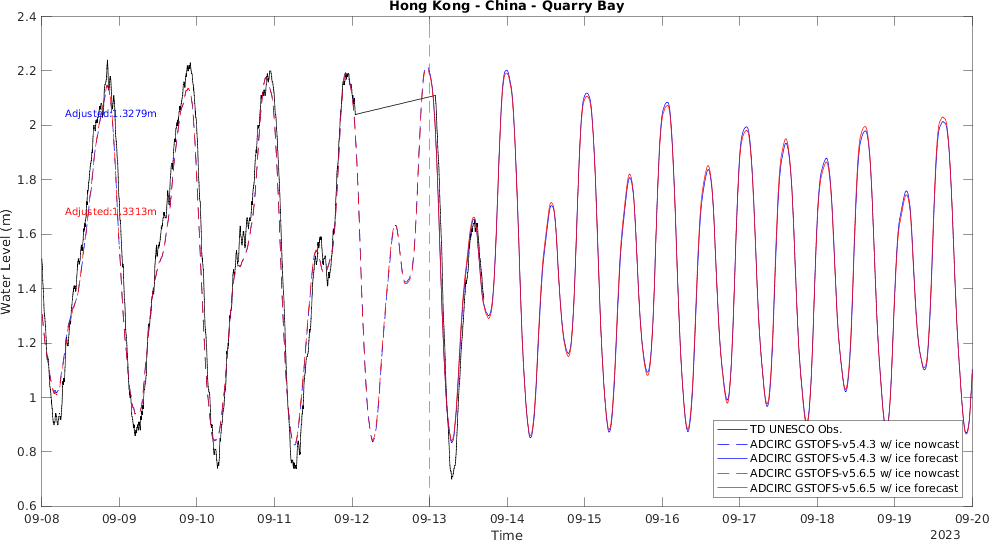 Hong Kong - China - Quarry Bay
2.4
2.2
2
1.8
1.6
1.4
1.2
1
0.8
0.6
Water Level (m)
Adjusted:1.3279m
Adjusted:1.3313m
TD UNESCO Obs.
ADCIRC GSTOFS-v5.4.3 w/ ice nowcast
ADCIRC GSTOFS-v5.4.3 w/ ice forecast
ADCIRC GSTOFS-v5.6.5 w/ ice nowcast
ADCIRC GSTOFS-v5.6.5 w/ ice forecast
09-08 09-09 09-10 09-11 09-12 09-13 09-14 09-15 09-16 09-17 09-18 09-19 09-20
Time
2023